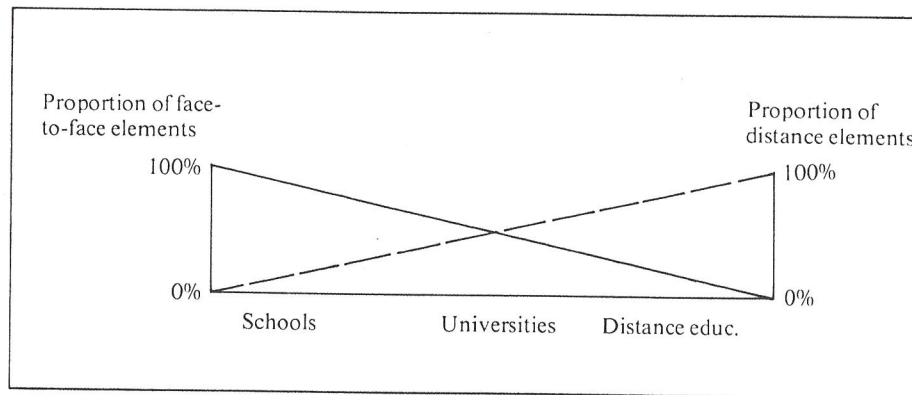 Proportion of face-
to-face elements
Proportion of
distance elements
100%
100%
0%
0%
Schools
Universities
Distance educ.